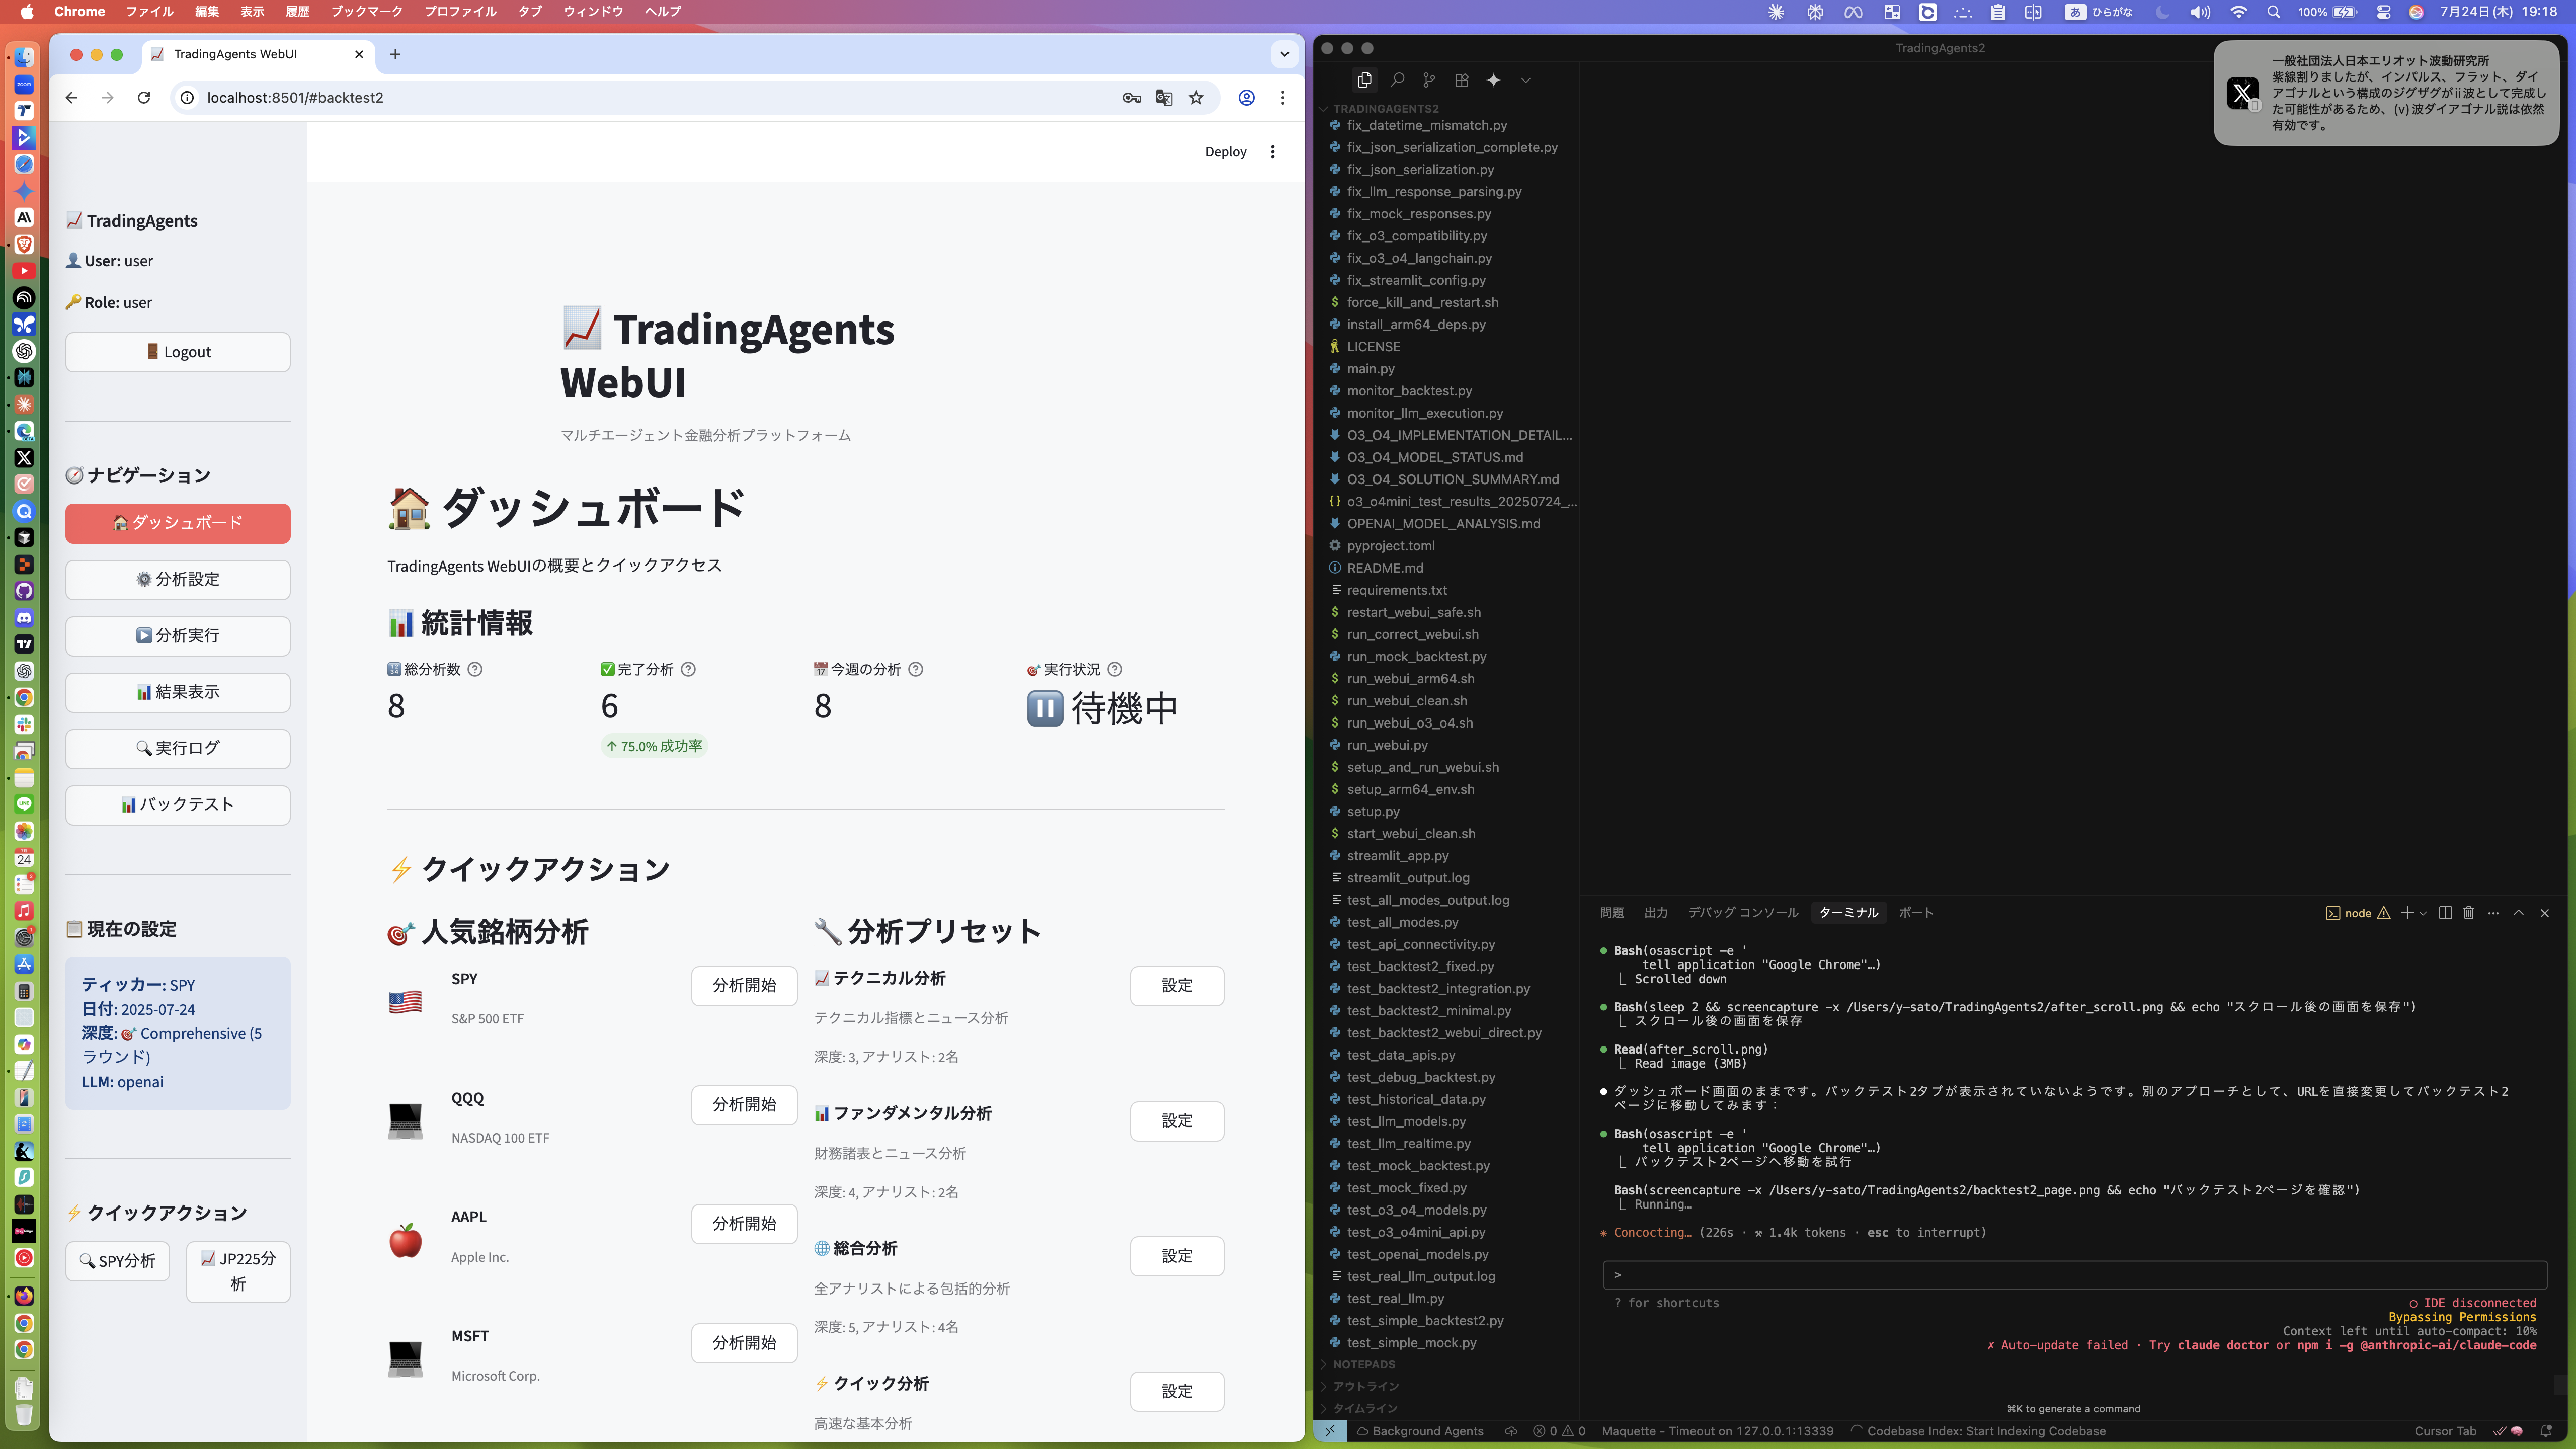 Chrome ファイル 編集 表示 履歴 ブックマーク プロファイル タブ ウィンドウ ヘルプ
あ ひらがな 100% 7月24日(木) 19:18
TradingAgents WebUI
localhost:8501/#backtest2
Deploy
📈 TradingAgents
👤 User: user
🔑 Role: user
🚪 Logout
🧭 ナビゲーション
🏠 ダッシュボード
⚙️ 分析設定
▶️ 分析実行
📊 結果表示
🔍 実行ログ
📊 バックテスト
📋 現在の設定
ティッカー: SPY
日付: 2025-07-24
深度: 🎯 Comprehensive (5
ラウンド)
LLM: openai
⚡ クイックアクション
🔍 SPY分析
📈 JP225分
析
📈 TradingAgents
WebUI
マルチエージェント金融分析プラットフォーム
🏠 ダッシュボード
TradingAgents WebUIの概要とクイックアクセス
📊 統計情報
🔢 総分析数
8
✅ 完了分析
6
↑ 75.0% 成功率
📅 今週の分析
8
🎯 実行状況
⏸️ 待機中
⚡ クイックアクション
🎯 人気銘柄分析
SPY
S&P 500 ETF
分析開始
QQQ
NASDAQ 100 ETF
分析開始
AAPL
Apple Inc.
分析開始
MSFT
Microsoft Corp.
分析開始
🔧 分析プリセット
📈 テクニカル分析
テクニカル指標とニュース分析
深度: 3, アナリスト: 2名
設定
📊 ファンダメンタル分析
財務諸表とニュース分析
深度: 4, アナリスト: 2名
設定
🌐 総合分析
全アナリストによる包括的分析
深度: 5, アナリスト: 4名
設定
⚡ クイック分析
高速な基本分析
設定
TradingAgents2
一般社団法人日本エリオット波動研究所
紫線割りましたが、インパルス、フラット、ダイ
アゴナルという構成のジグザグがⅱ波として完成し
た可能性があるため、(v) 波ダイアゴナル説は依然
有効です。
TRADINGAGENTS2
fix_datetime_mismatch.py
fix_json_serialization_complete.py
fix_json_serialization.py
fix_llm_response_parsing.py
fix_mock_responses.py
fix_o3_compatibility.py
fix_o3_o4_langchain.py
fix_streamlit_config.py
force_kill_and_restart.sh
install_arm64_deps.py
LICENSE
main.py
monitor_backtest.py
monitor_llm_execution.py
O3_O4_IMPLEMENTATION_DETAIL...
O3_O4_MODEL_STATUS.md
O3_O4_SOLUTION_SUMMARY.md
o3_o4mini_test_results_20250724_...
OPENAI_MODEL_ANALYSIS.md
pyproject.toml
README.md
requirements.txt
restart_webui_safe.sh
run_correct_webui.sh
run_mock_backtest.py
run_webui_arm64.sh
run_webui_clean.sh
run_webui_o3_o4.sh
run_webui.py
setup_and_run_webui.sh
setup_arm64_env.sh
setup.py
start_webui_clean.sh
streamlit_app.py
streamlit_output.log
test_all_modes_output.log
test_all_modes.py
test_api_connectivity.py
test_backtest2_fixed.py
test_backtest2_integration.py
test_backtest2_minimal.py
test_backtest2_webui_direct.py
test_data_apis.py
test_debug_backtest.py
test_historical_data.py
test_llm_models.py
test_llm_realtime.py
test_mock_backtest.py
test_mock_fixed.py
test_o3_o4_models.py
test_o3_o4mini_api.py
test_openai_models.py
test_real_llm_output.log
test_real_llm.py
test_simple_backtest2.py
test_simple_mock.py
NOTEPADS
アウトライン
タイムライン
問題 出力 デバッグ コンソール ターミナル ポート
node
● Bash(osascript -e '
tell application "Google Chrome"…)
⎿ Scrolled down
● Bash(sleep 2 && screencapture -x /Users/y-sato/TradingAgents2/after_scroll.png && echo "スクロール後の画面を保存")
⎿ スクロール後の画面を保存
● Read(after_scroll.png)
⎿ Read image (3MB)
● ダッシュボード画面のままです。バックテスト2タブが表示されていないようです。別のアプローチとして、URLを直接変更してバックテスト2
ページに移動してみます：
● Bash(osascript -e '
tell application "Google Chrome"…)
⎿ バックテスト2ページへ移動を試行
Bash(screencapture -x /Users/y-sato/TradingAgents2/backtest2_page.png && echo "バックテスト2ページを確認")
⎿ Running…
✳ Concocting… (226s · ⚒ 1.4k tokens · esc to interrupt)
>
? for shortcuts
○ IDE disconnected
Bypassing Permissions
Context left until auto-compact: 10%
✗ Auto-update failed · Try claude doctor or npm i -g @anthropic-ai/claude-code
⌘K to generate a command
Background Agents 0 0 Maquette - Timeout on 127.0.0.1:13339 Codebase Index: Start Indexing Codebase Cursor Tab